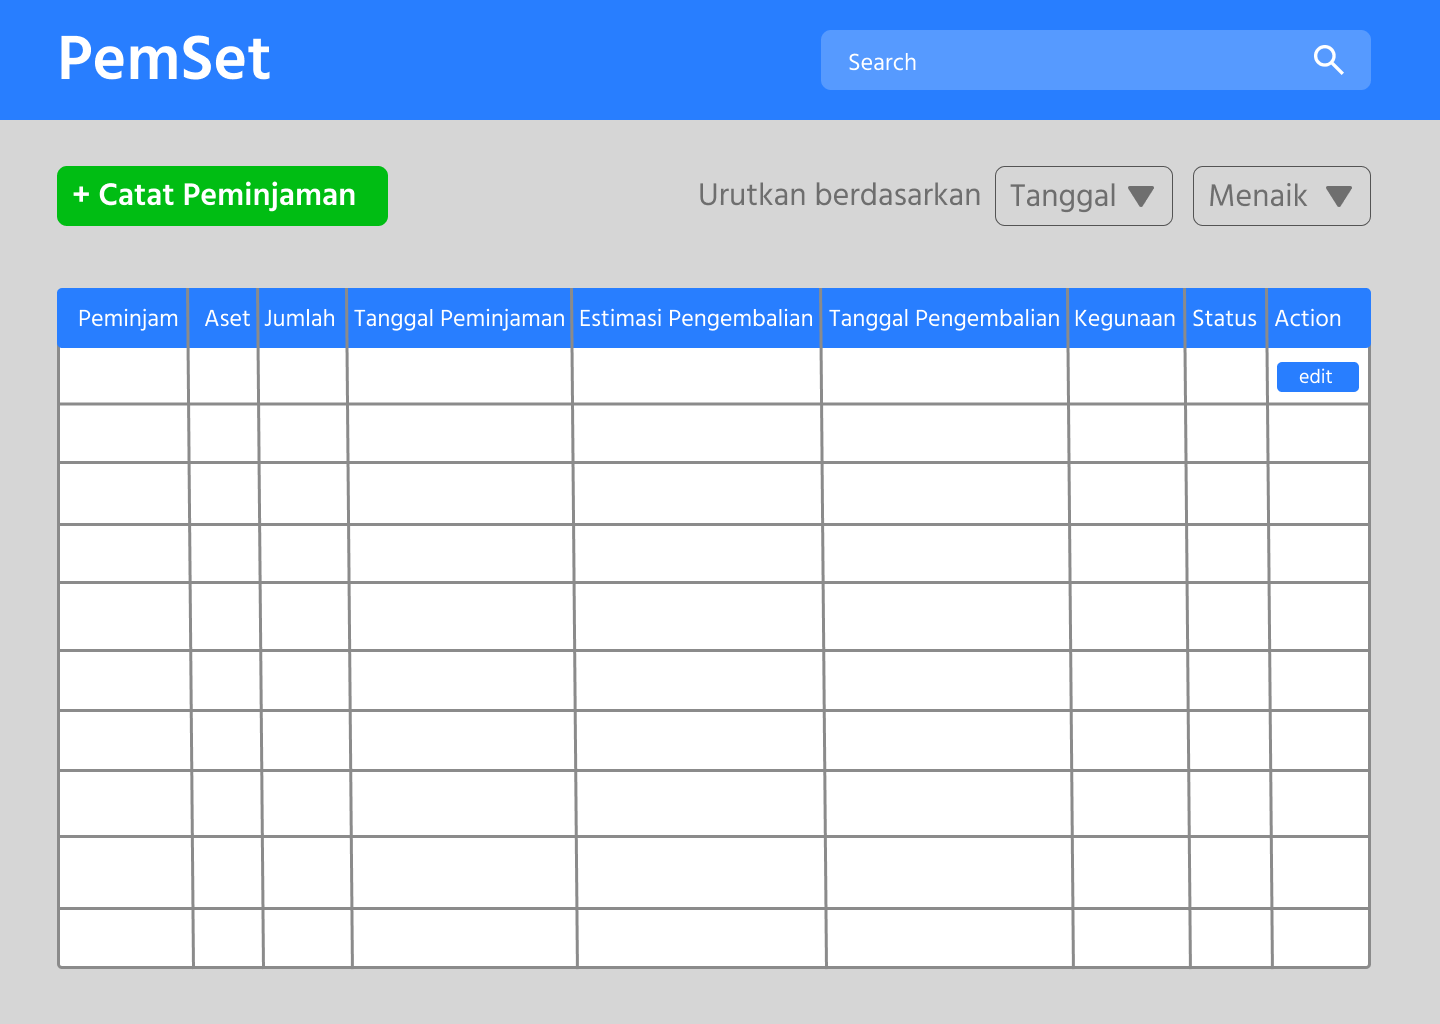 PemSet
Search
+ Catat Peminjaman
Urutkan berdasarkan
Tanggal
Menaik
Peminjam Aset Jumlah Tanggal Peminjaman Estimasi Pengembalian Tanggal Pengembalian Kegunaan Status Action
edit